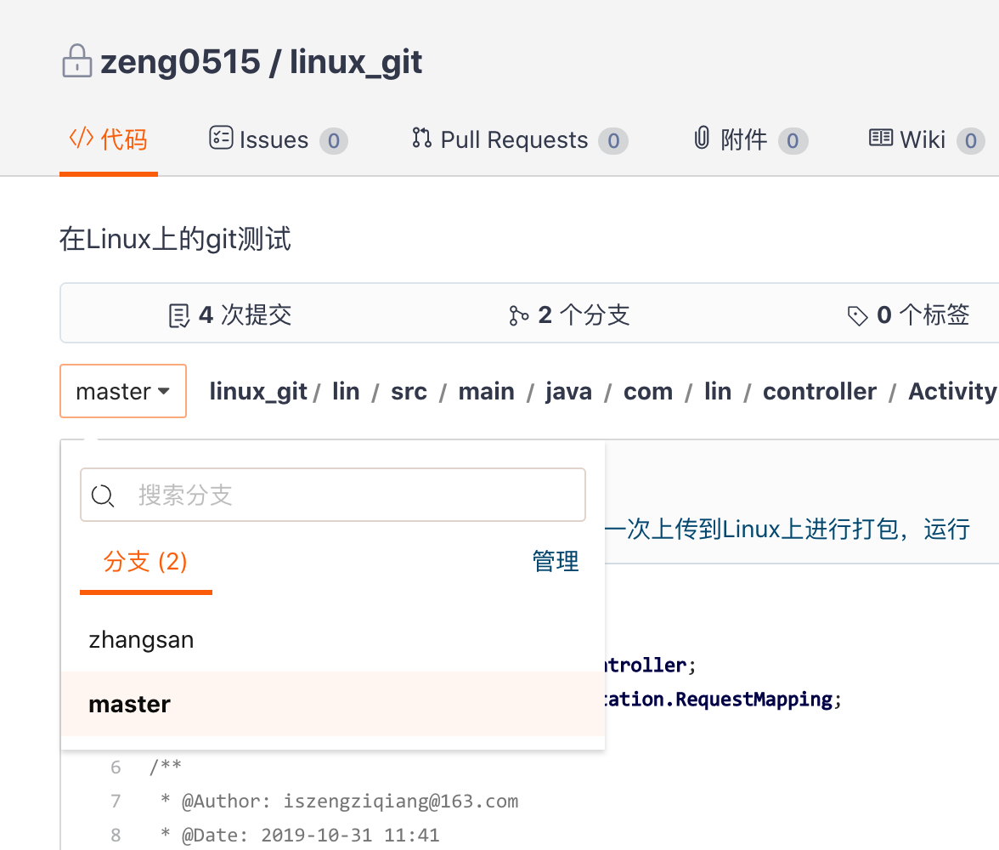 zeng0515 / linux_git
代码 Issues 0 Pull Requests 0 附件 0 Wiki 0
在Linux上的git测试
4 次提交 2 个分支 0 个标签
master linux_git / lin / src / main / java / com / lin / controller / Activity
搜索分支
一次上传到Linux上进行打包，运行
分支 (2) 管理
zhangsan
ntroller;
master
tation.RequestMapping;
6 /**
7 * @Author: iszengziqiang@163.com
8 * @Date: 2019-10-31 11:41